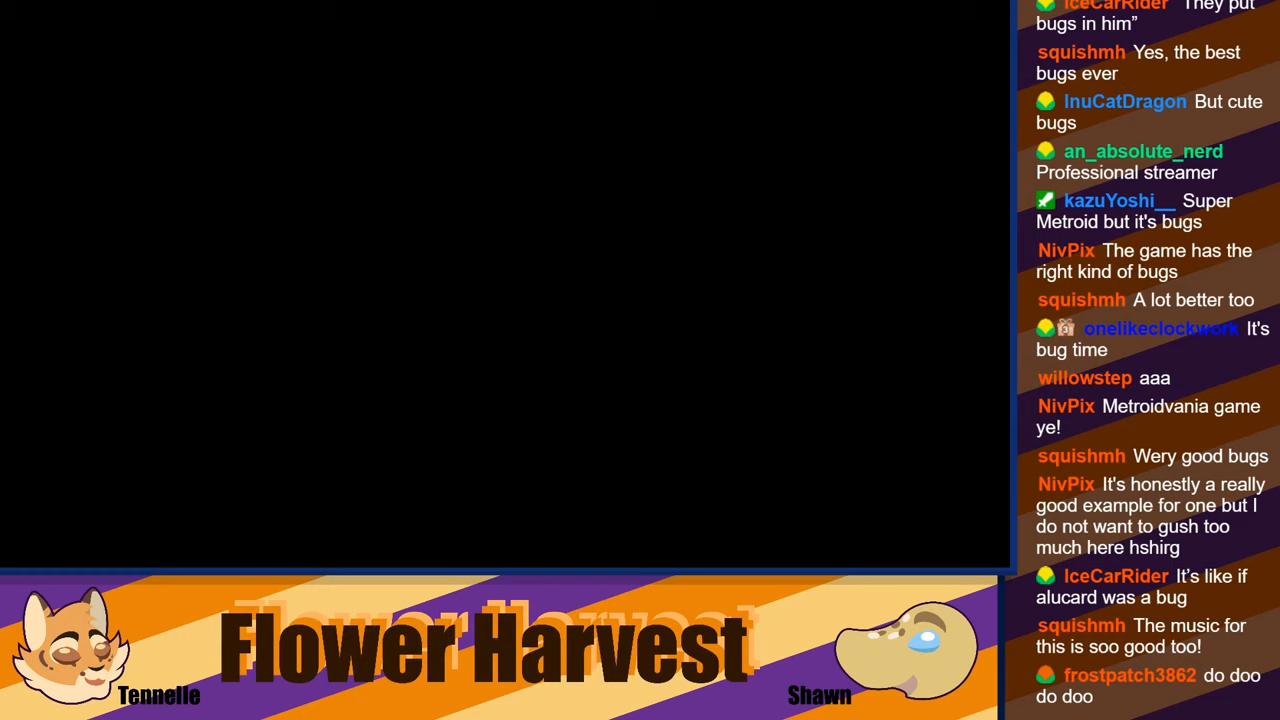 IceCarRider "They put
bugs in him”
squishmh Yes, the best
bugs ever
InuCatDragon But cute
bugs
an_absolute_nerd
Professional streamer
kazuYoshi__ Super
Metroid but it's bugs
NivPix The game has the
right kind of bugs
squishmh A lot better too
onelikeclockwork It's
bug time
willowstep aaa
NivPix Metroidvania game
ye!
squishmh Wery good bugs
NivPix It's honestly a really
good example for one but I
do not want to gush too
much here hshirg
IceCarRider It’s like if
alucard was a bug
squishmh The music for
this is soo good too!
frostpatch3862 do doo
do doo
Flower Harvest
Tennelle
Shawn